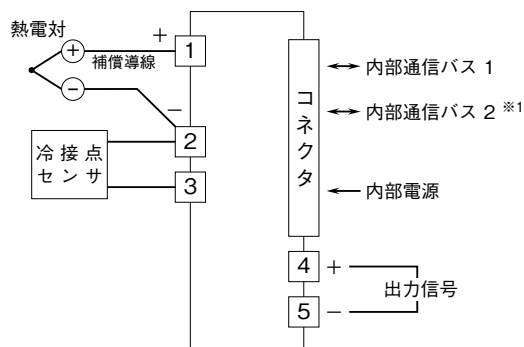 熱電対
+
+
補償導線
1
−
−
2
冷 接 点
セ ン サ
3
コネクタ
内部通信バス 1
内部通信バス 2 ※1
内部電源
4
+
出力信号
5
−